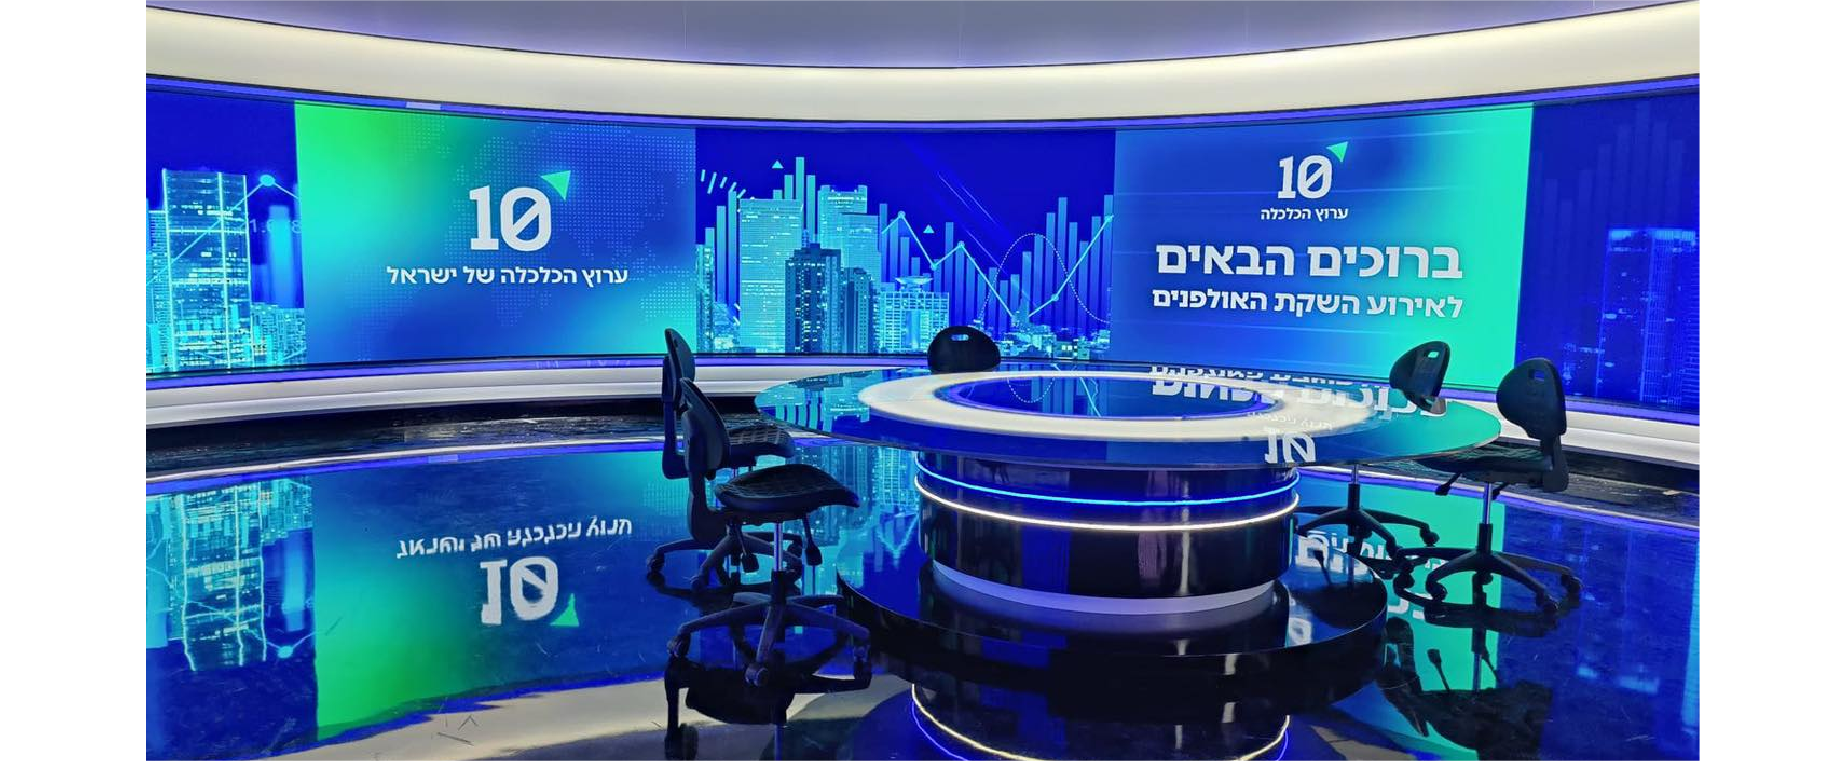 10
ערוץ הכלכלה של ישראל
10
ערוץ הכלכלה
ברוכים הבאים
לאירוע השקת האולפנים